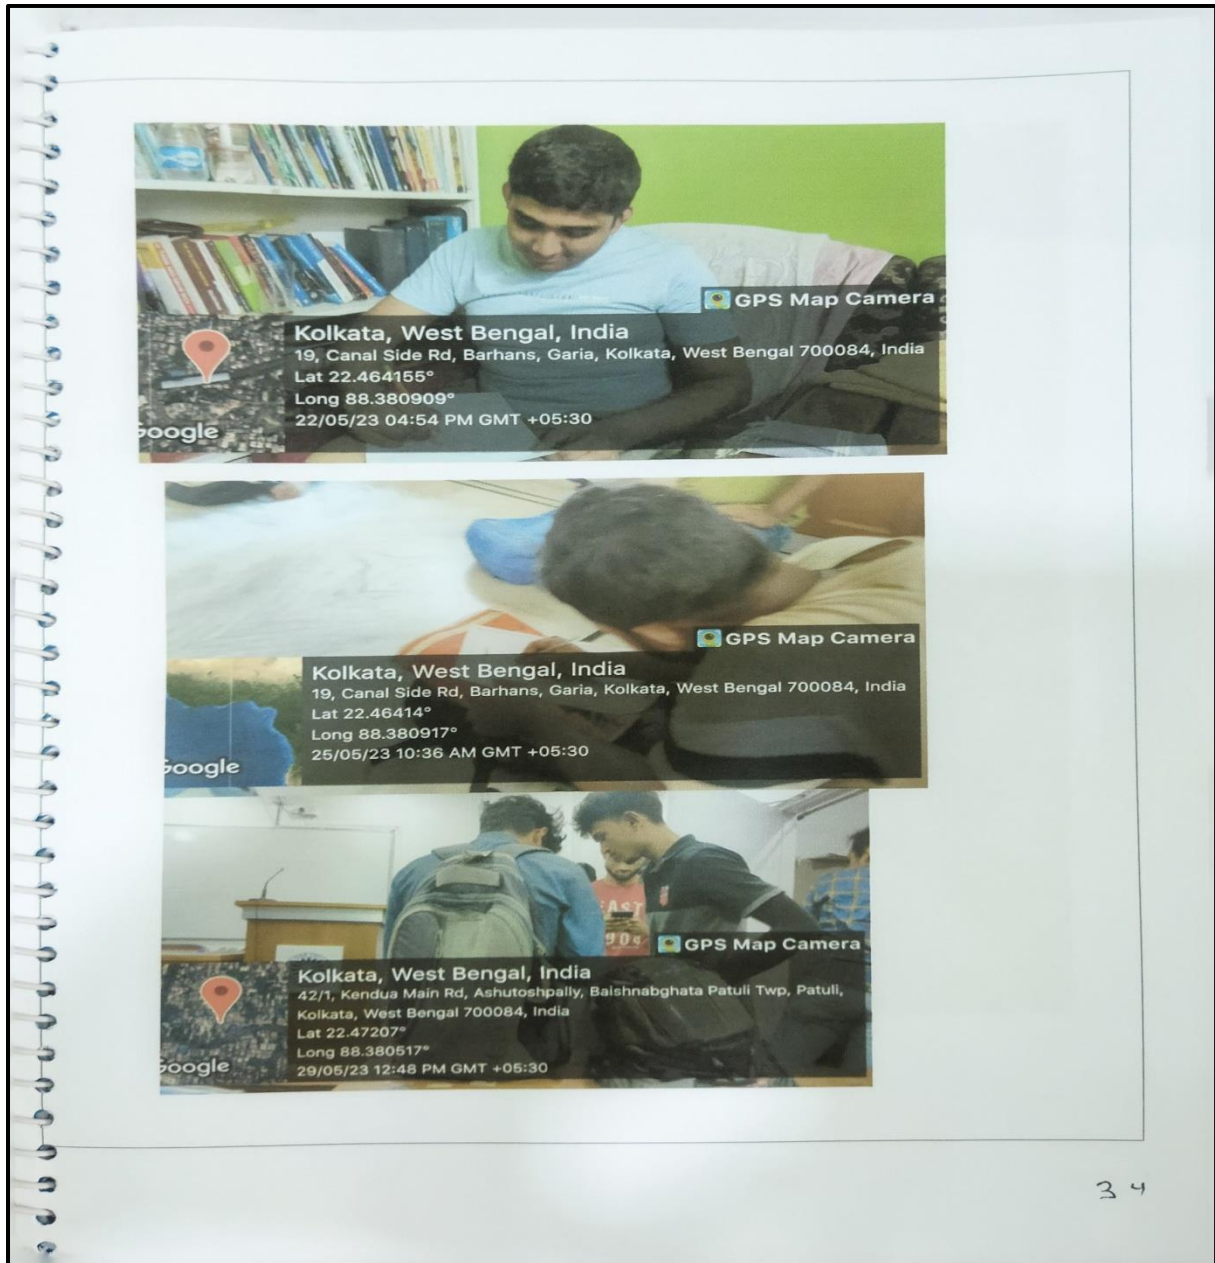 GPS Map Camera
Kolkata, West Bengal, India
19, Canal Side Rd, Barhans, Garia, Kolkata, West Bengal 700084, India
Lat 22.464155°
Long 88.380909°
22/05/23 04:54 PM GMT +05:30
Google
GPS Map Camera
Kolkata, West Bengal, India
19, Canal Side Rd, Barhans, Garia, Kolkata, West Bengal 700084, India
Lat 22.46414°
Long 88.380917°
25/05/23 10:36 AM GMT +05:30
Google
EAST
904
GPS Map Camera
Kolkata, West Bengal, India
42/1, Kendua Main Rd, Ashutoshpally, Baishnabghata Patuli Twp, Patuli,
Kolkata, West Bengal 700084, India
Lat 22.47207°
Long 88.380517°
29/05/23 12:48 PM GMT +05:30
Google
34